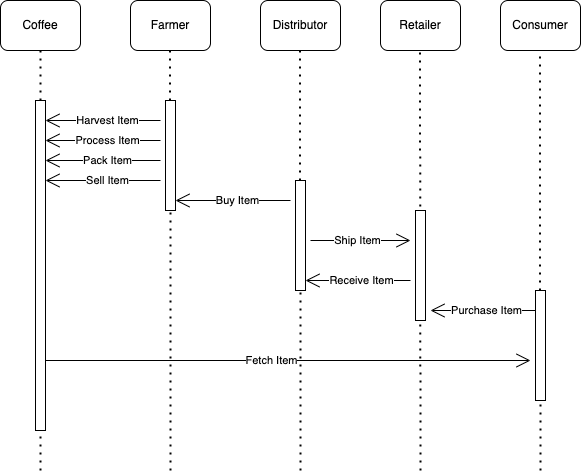 Coffee
Farmer
Distributor
Retailer
Consumer
Harvest Item
Process Item
Pack Item
Sell Item
Buy Item
Ship Item
Receive Item
Purchase Item
Fetch Item